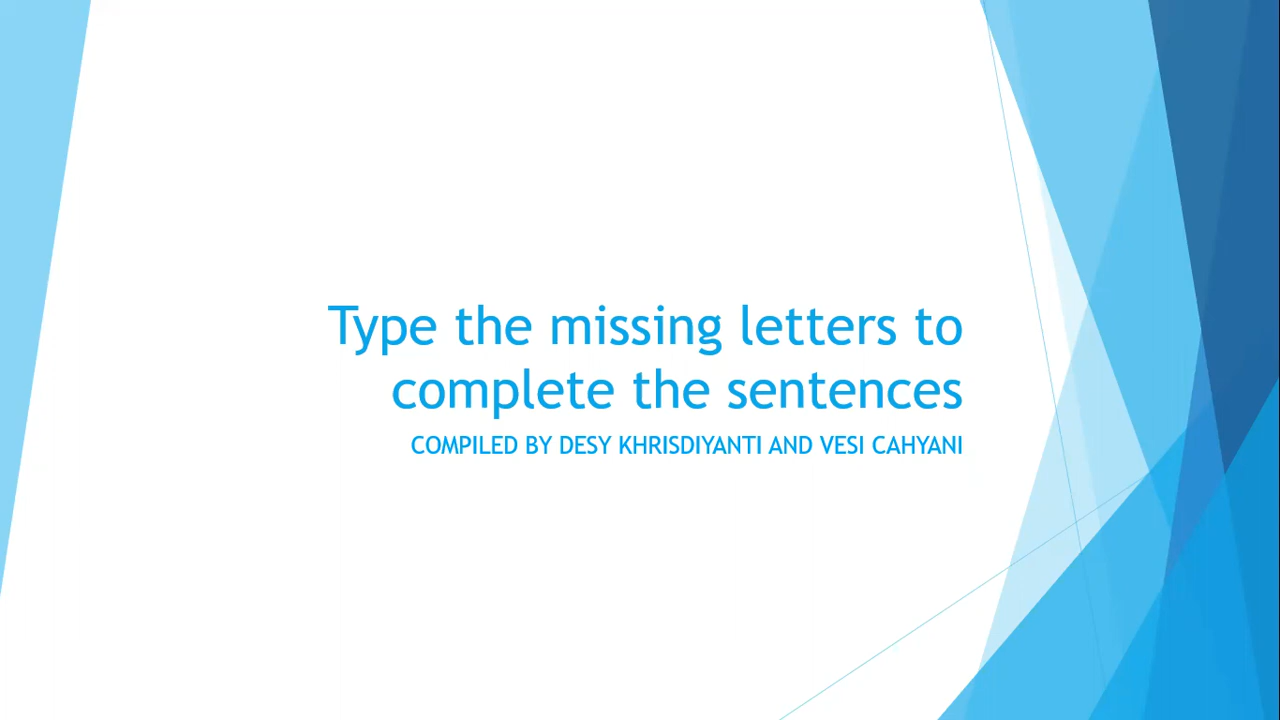 Type the missing letters to
complete the sentences
COMPILED BY DESY KHRISDIYANTI AND VESI CAHYANI